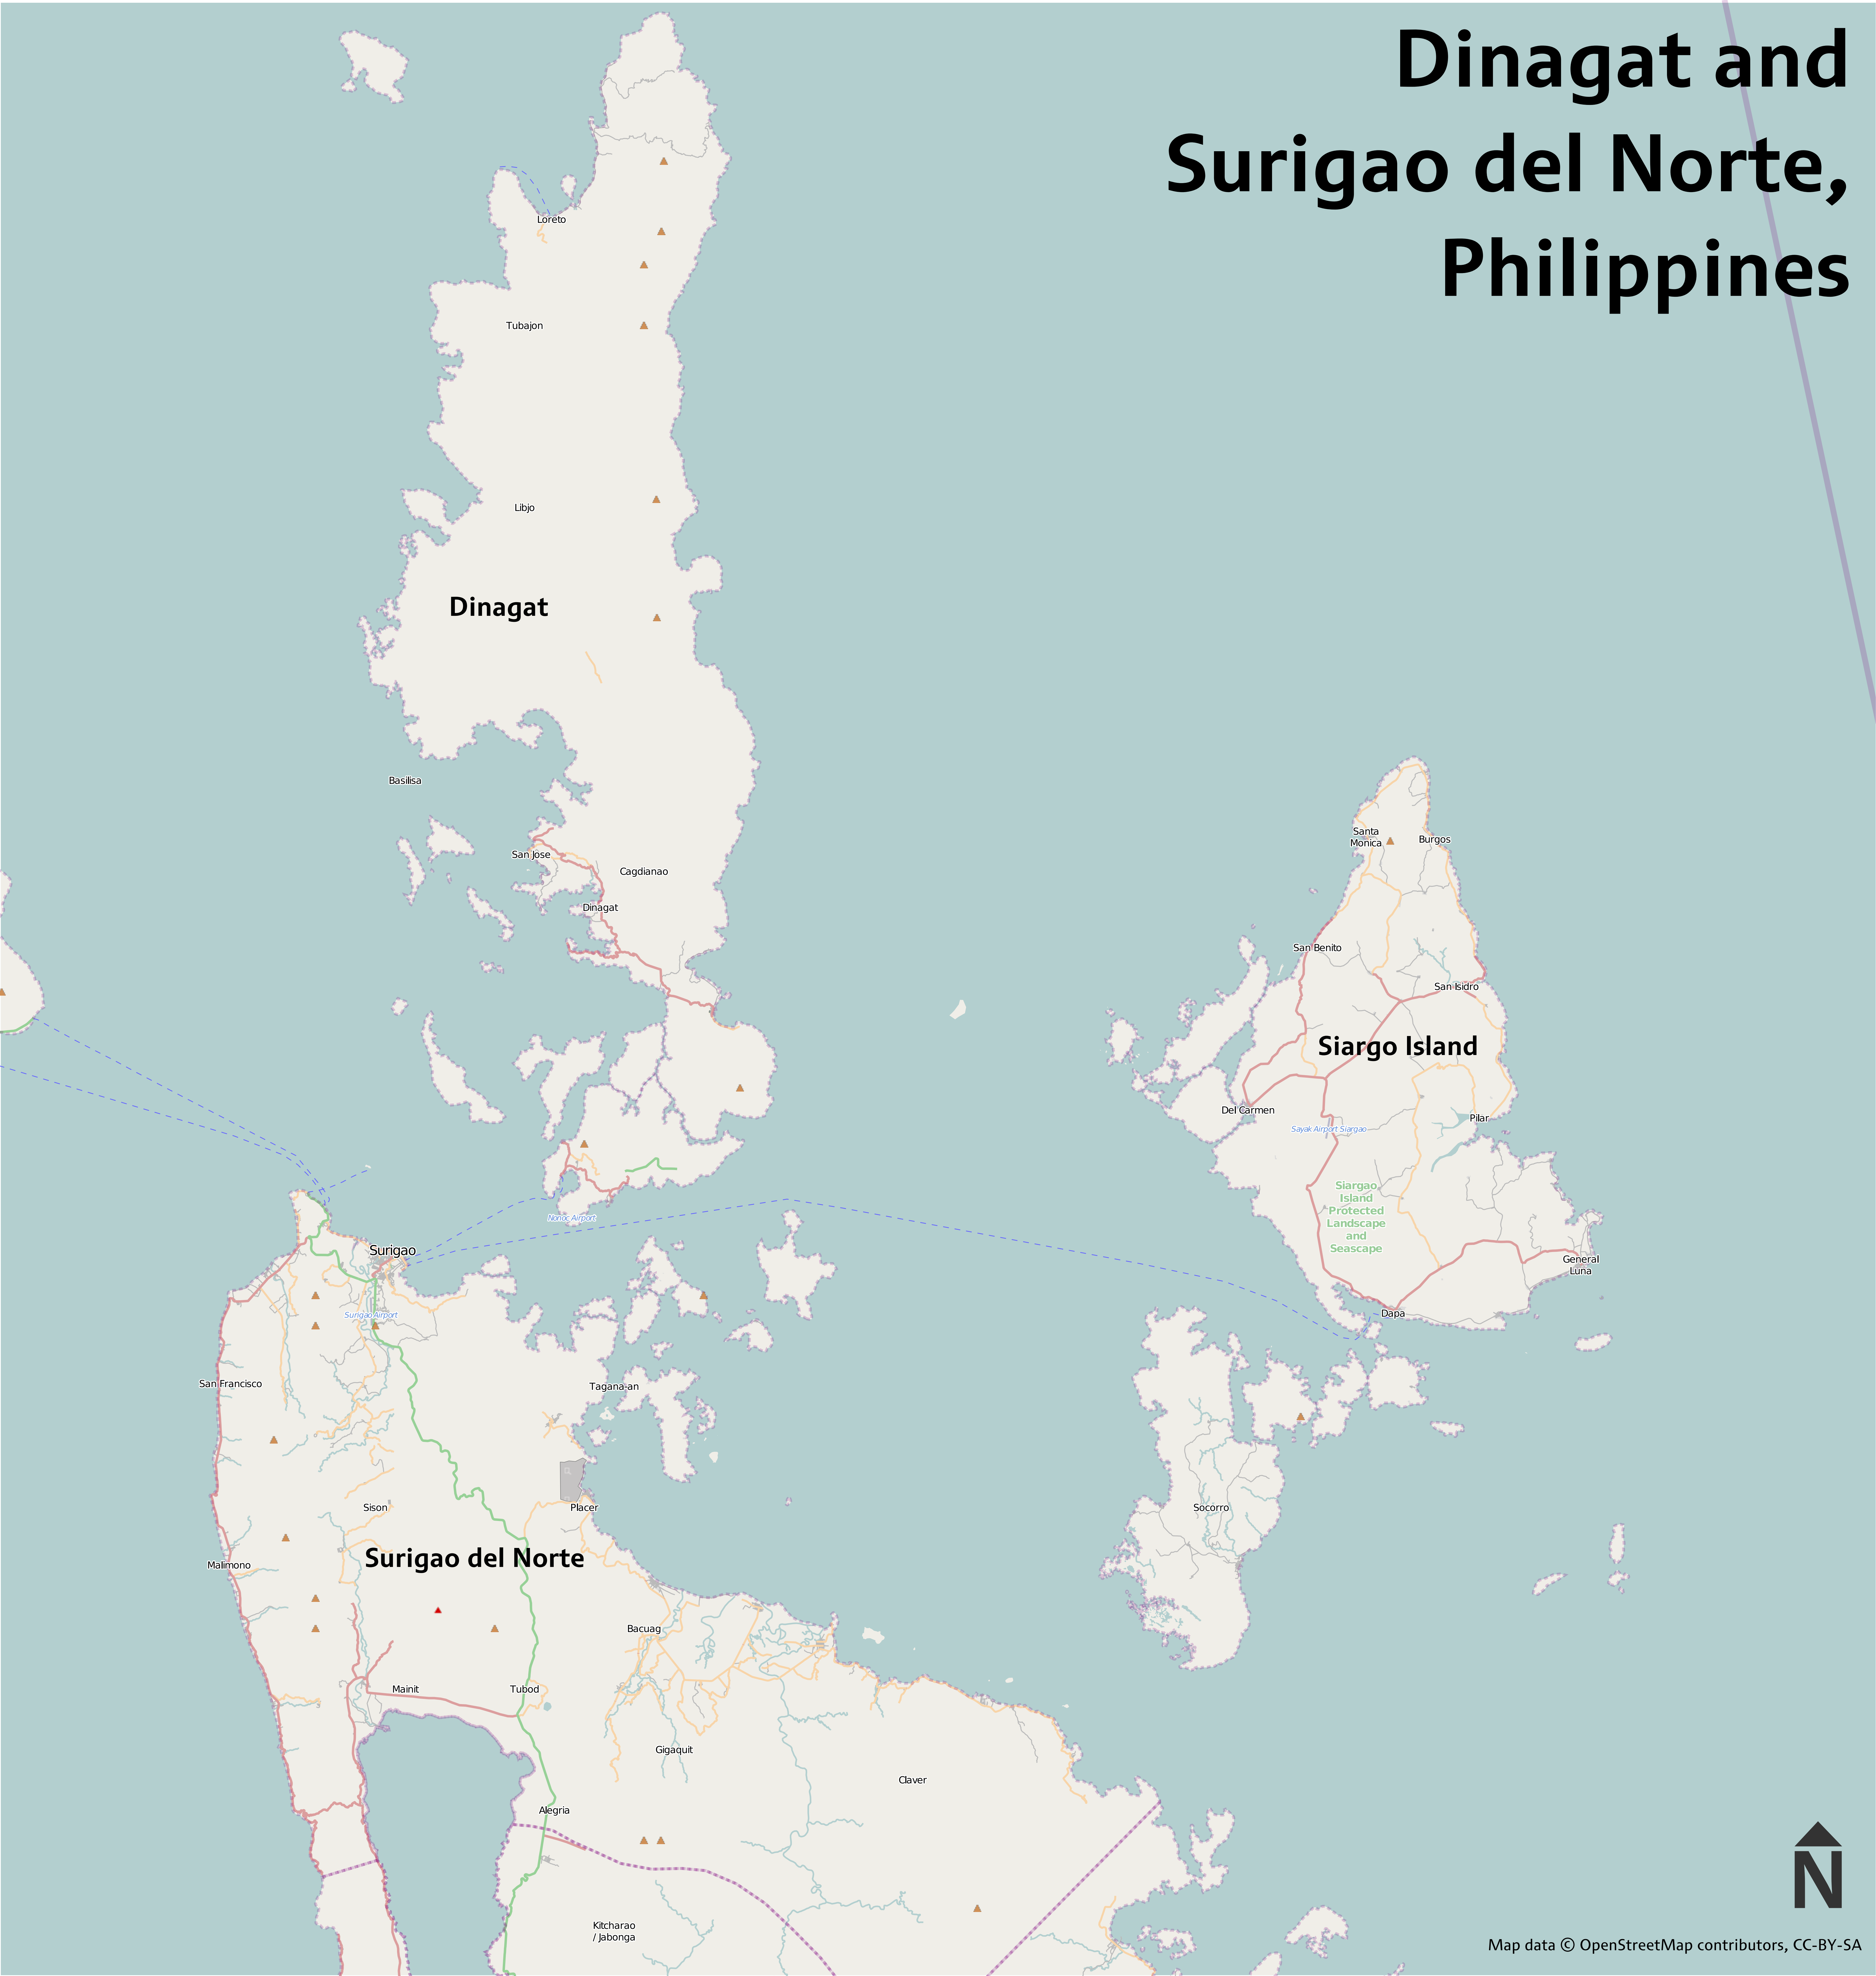 Dinagat and
Surigao del Norte,
Philippines
Loreto
Tubajon
Libjo
Dinagat
Basilisa
San Jose
Cagdianao
Dinagat
Santa
Monica
Burgos
San Benito
San Isidro
Siargo Island
Del Carmen
Pilar
Sayak Airport Siargao
Siargao
Island
Protected
Landscape
and
Seascape
Nonoc Airport
Surigao
General
Luna
Surigao Airport
Dapa
San Francisco
Tagana-an
Sison
Placer
Socorro
Surigao del Norte
Malimono
Bacuag
Mainit
Tubod
Gigaquit
Claver
Alegria
Kitcharao
/ Jabonga
N
Map data © OpenStreetMap contributors, CC-BY-SA